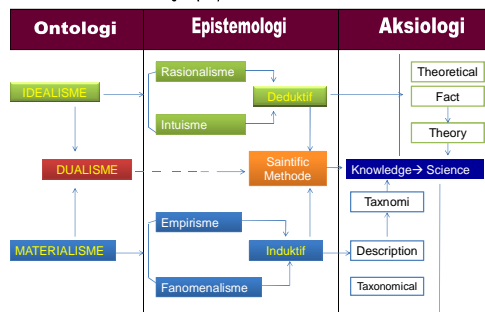 Ontologi
Epistemologi
Aksiologi
IDEALISME
Rasionalisme
Deduktif
Intuisme
Theoretical
Fact
Theory
DUALISME
Saintific
Methode
Knowledge→ Science
Taxnomi
MATERIALISME
Empirisme
Induktif
Fanomenalisme
Description
Taxonomical